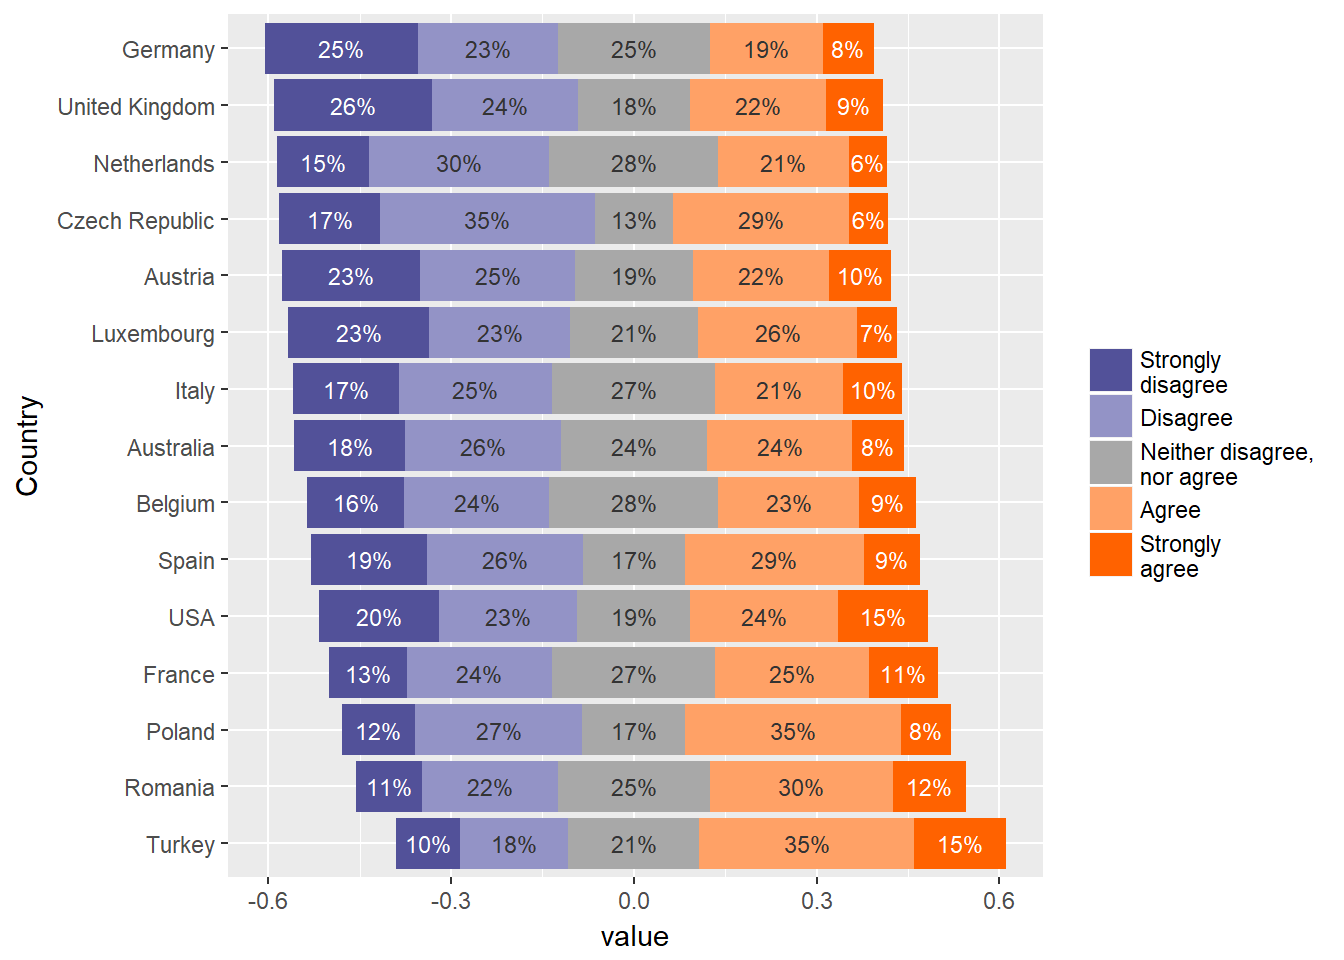 Germany 25% 23% 25% 19% 8%
United Kingdom 26% 24% 18% 22% 9%
Netherlands 15% 30% 28% 21% 6%
Czech Republic 17% 35% 13% 29% 6%
Austria 23% 25% 19% 22% 10%
Luxembourg 23% 23% 21% 26% 7%
Italy 17% 25% 27% 21% 10%
Australia 18% 26% 24% 24% 8%
Belgium 16% 24% 28% 23% 9%
Spain 19% 26% 17% 29% 9%
USA 20% 23% 19% 24% 15%
France 13% 24% 27% 25% 11%
Poland 12% 27% 17% 35% 8%
Romania 11% 22% 25% 30% 12%
Turkey 10% 18% 21% 35% 15%
-0.6 -0.3 0.0 0.3 0.6
value
Country
Strongly
disagree
Disagree
Neither disagree,
nor agree
Agree
Strongly
agree